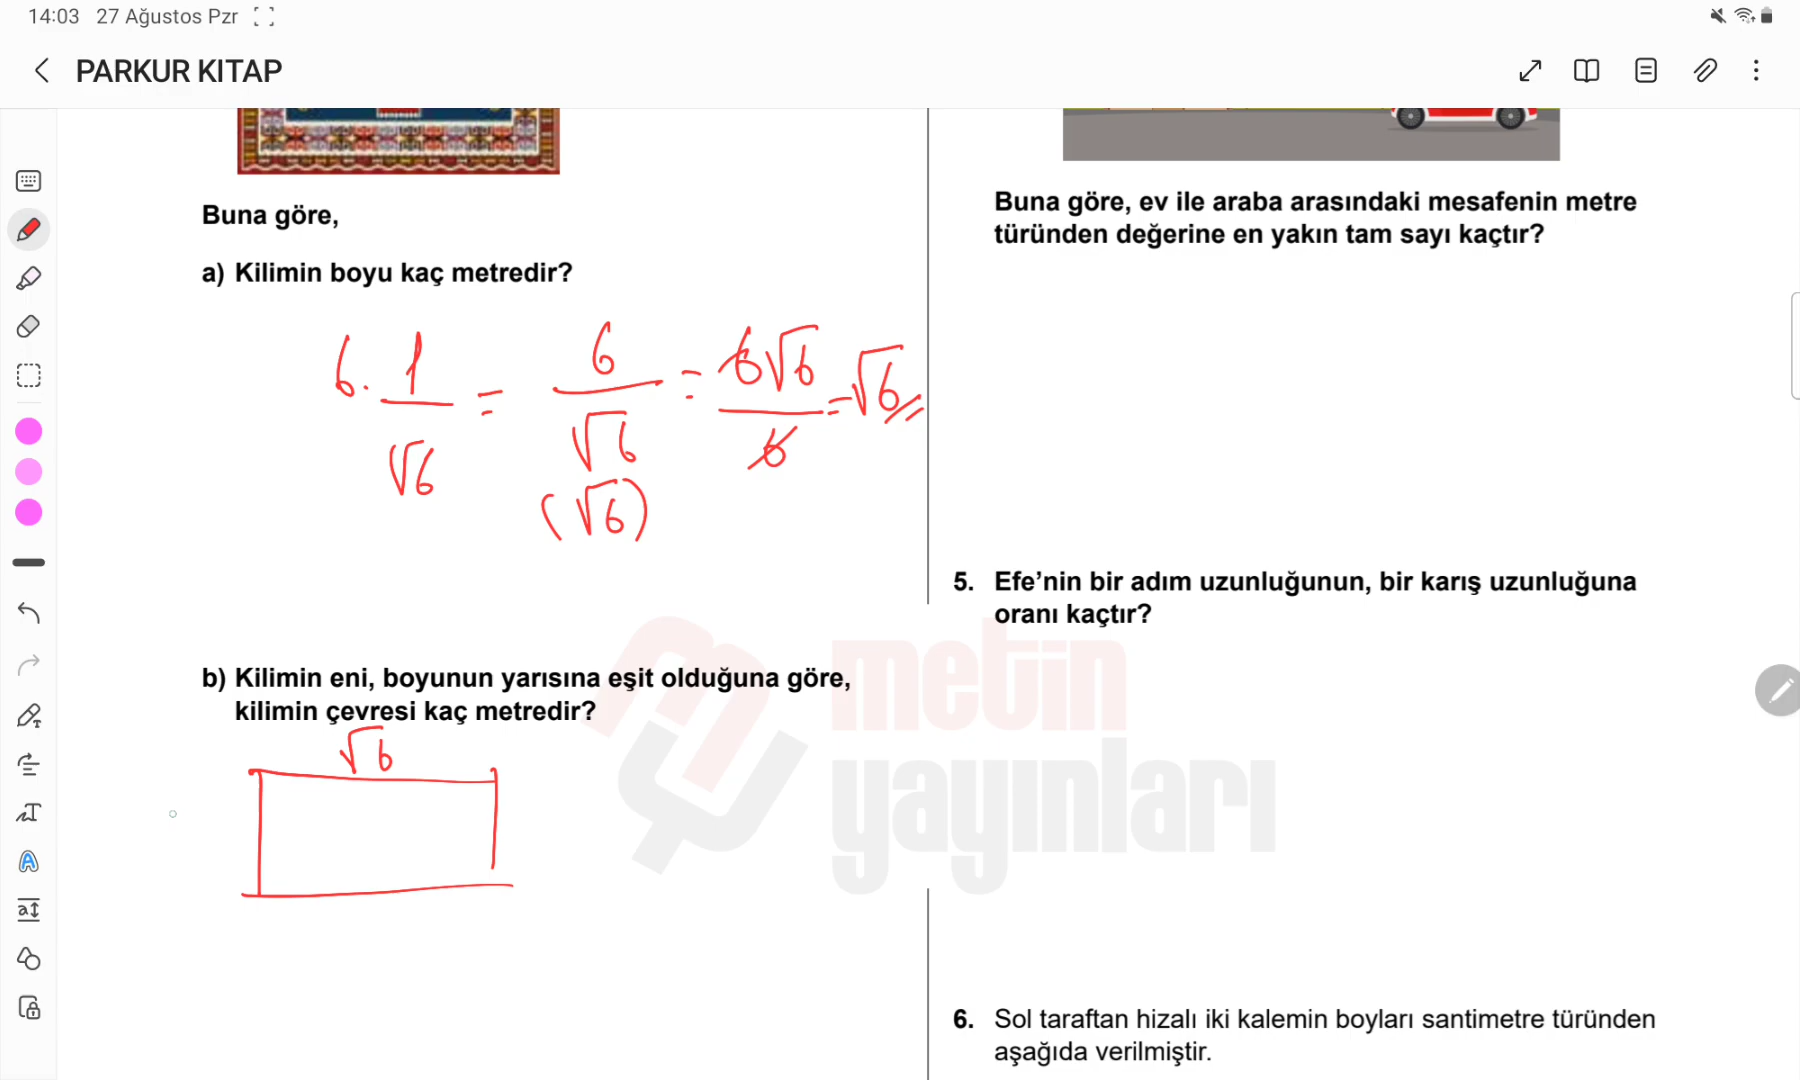 14:03 27 Ağustos Pzr
PARKUR KITAP
Buna göre,
a) Kilimin boyu kaç metredir?
6 . 1/√6 = 6/√6 = 6√6/6 = √6
(√6)
b) Kilimin eni, boyunun yarısına eşit olduğuna göre,
kilimin çevresi kaç metredir?
√6
metin
yayınları
Buna göre, ev ile araba arasındaki mesafenin metre
türünden değerine en yakın tam sayı kaçtır?
5. Efe’nin bir adım uzunluğunun, bir karış uzunluğuna
oranı kaçtır?
6. Sol taraftan hizalı iki kalemin boyları santimetre türünden
aşağıda verilmiştir.